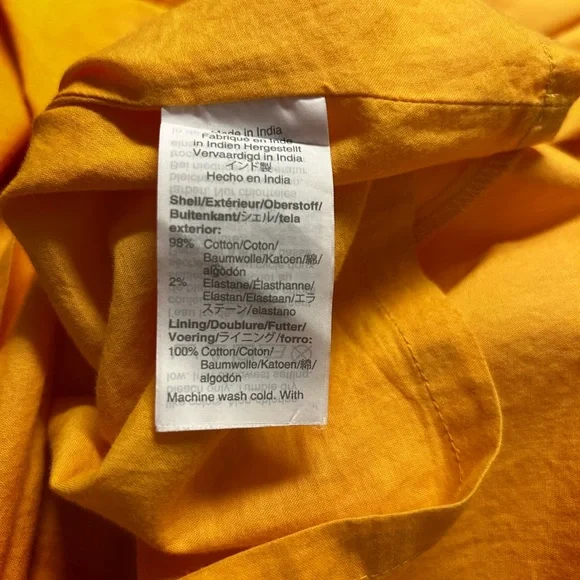 Made in India
Fabriqué en Inde
in Indien Hergestellt
Vervaardigd in India
インド製
Hecho en India
Shell/Extérieur/Oberstoff/
Buitenkant/シェル/tela
exterior:
98% Cotton/Coton/
Baumwolle/Katoen/綿/
algodón
2% Elastane/Élasthanne/
Elastan/Elastaan/エラ
ステーン/elastano
Lining/Doublure/Futter/
Voering/ライニング/forro:
100% Cotton/Coton/
Baumwolle/Katoen/綿/
algodón
Machine wash cold. With